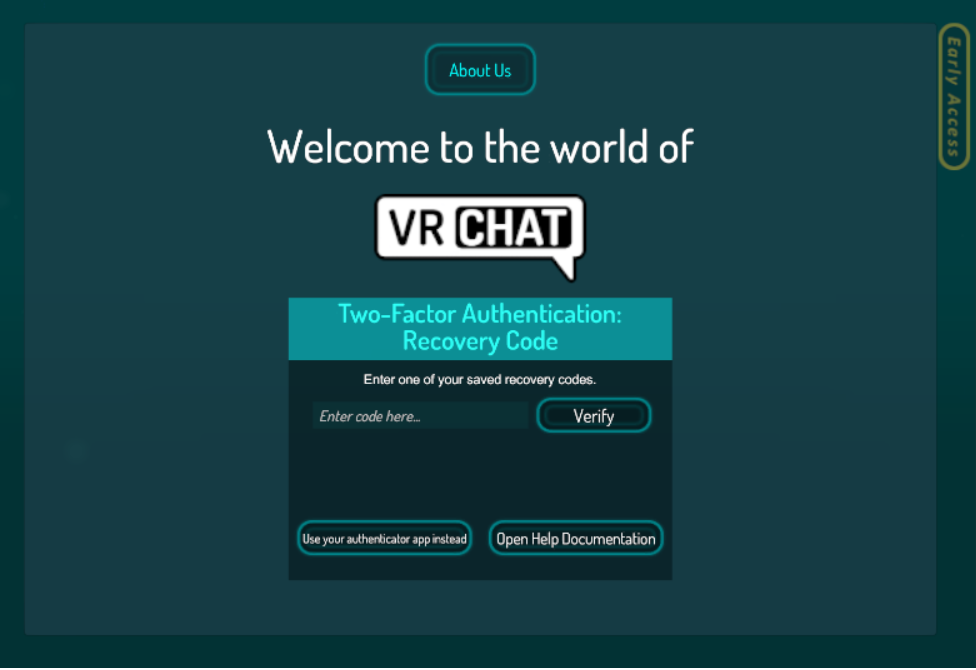 About Us
Early Access
Welcome to the world of
VR CHAT
Two-Factor Authentication:
Recovery Code
Enter one of your saved recovery codes.
Enter code here...
Verify
Use your authenticator app instead
Open Help Documentation